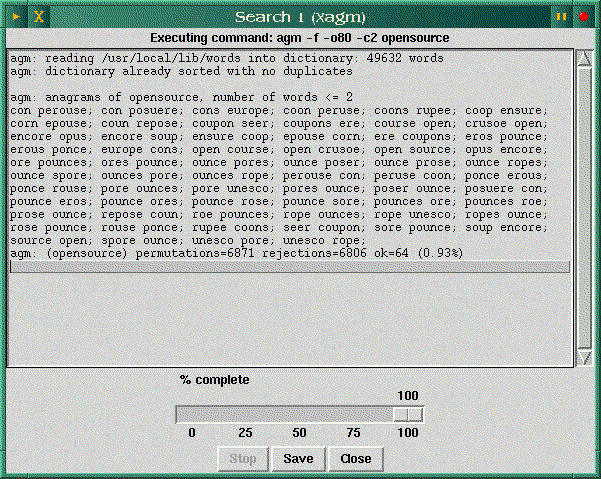 X Search 1 (xagm)
Executing command: agm -f -o80 -c2 opensource
agm: reading /usr/local/lib/words into dictionary: 49632 words
agm: dictionary already sorted with no duplicates
agm: anagrams of opensource, number of words <= 2
con perouse; con posuere; cons europe; coon peruse; coons rupee; coop ensure;
corn epouse; coun repose; coupon seer; coupons ere; course open; crusoe open;
encore opus; encore soup; ensure coop; epouse corn; ere coupons; eros pounce;
erous ponce; europe cons; open course; open crusoe; open source; opus encore;
ore pounces; ores pounce; ounce pores; ounce poser; ounce prose; ounce ropes;
ounce spore; ounces pore; ounces rope; perouse con; peruse coon; ponce erous;
ponce rouse; pore ounces; pore unesco; pores ounce; poser ounce; posuere con;
pounce eros; pounce ores; pounce rose; pounce sore; pounces ore; pounces roe;
prose ounce; repose coun; roe pounces; rope ounces; rope unesco; ropes ounce;
rose pounce; rouse ponce; rupee coons; seer coupon; sore pounce; soup encore;
source open; spore ounce; unesco pore; unesco rope;
agm: (opensource) permutations=6871 rejections=6806 ok=64 (0.93%)
% complete
100
0 25 50 75 100
Stop Save Close